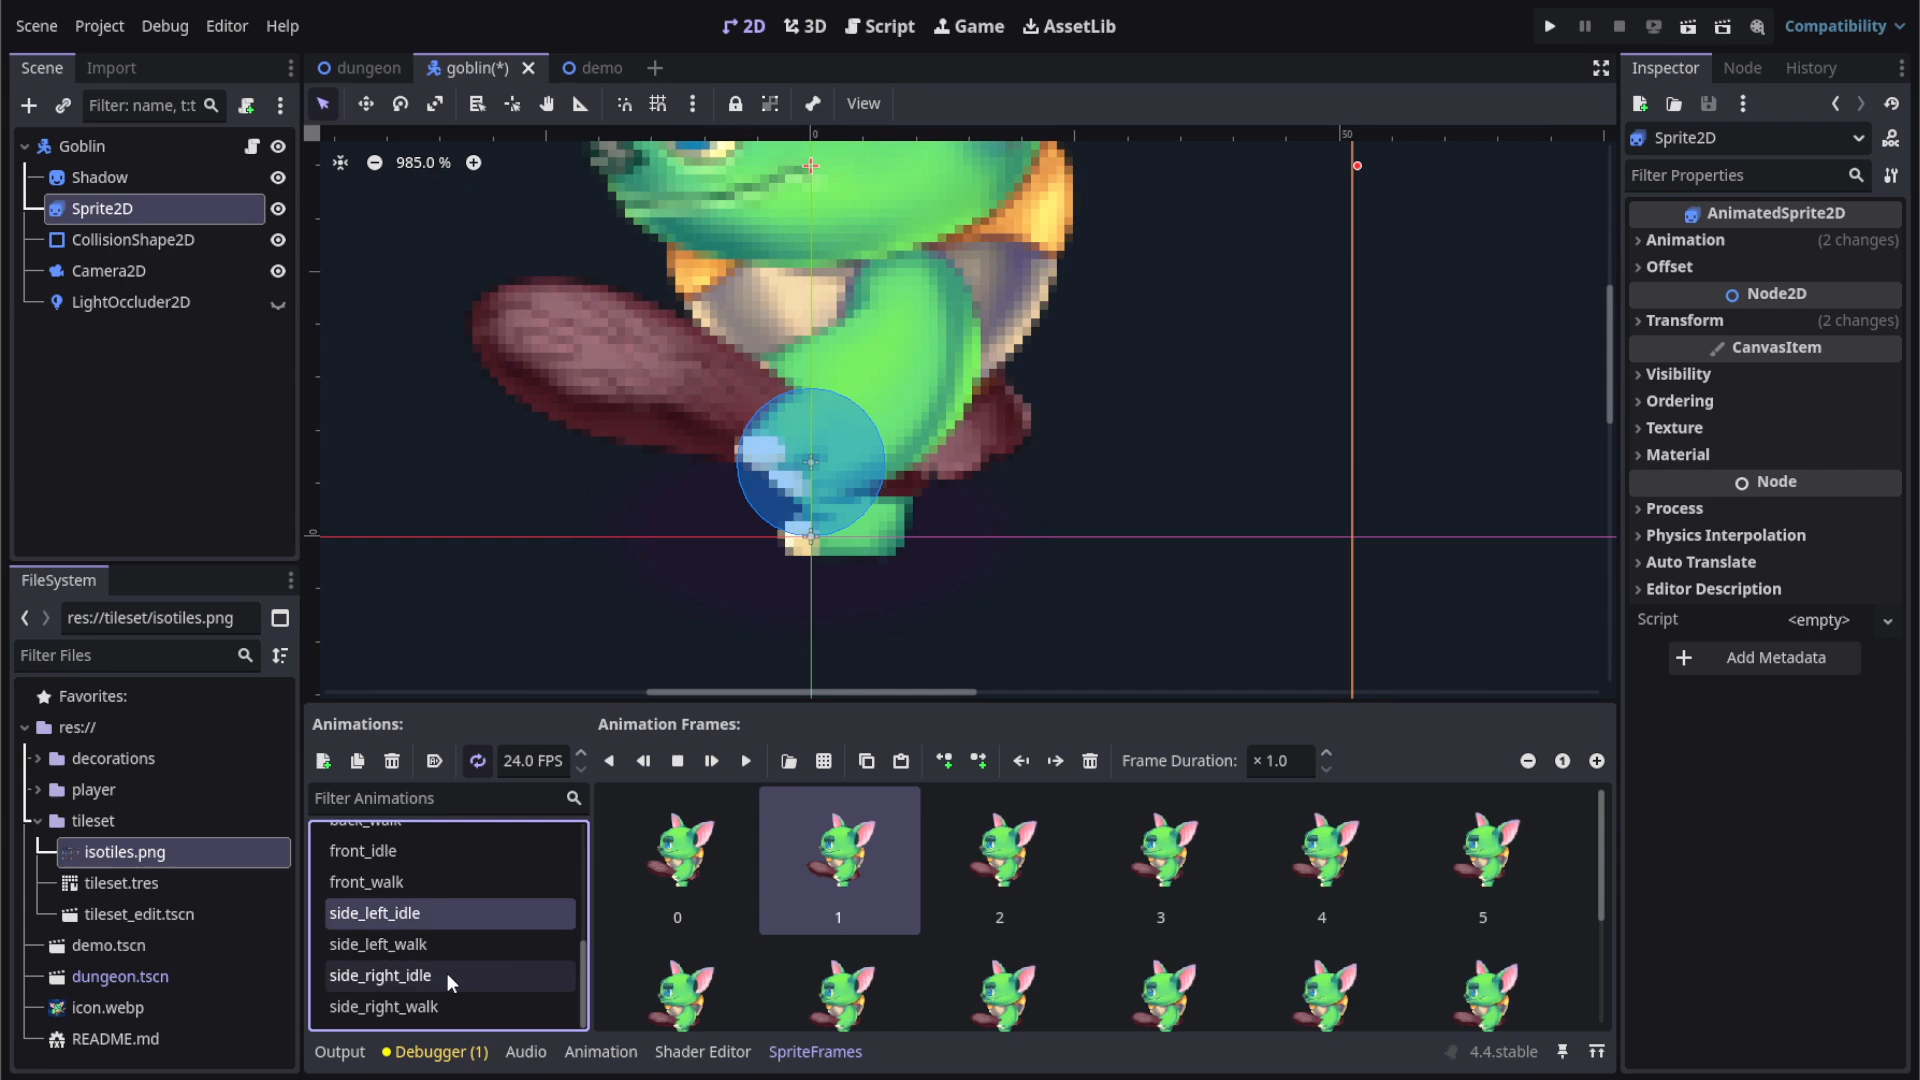 Scene Project Debug Editor Help
2D 3D Script Game AssetLib
Compatibility
Scene Import
Filter: name, t:t
Goblin
Shadow
Sprite2D
CollisionShape2D
Camera2D
LightOccluder2D
dungeon goblin(*) demo
View
985.0 %
0 50
0
FileSystem
res://tileset/isotiles.png
Filter Files
Favorites:
res://
decorations
player
tileset
isotiles.png
tileset.tres
tileset_edit.tscn
demo.tscn
dungeon.tscn
icon.webp
README.md
Animations:
24.0 FPS
Filter Animations
back_walk
front_idle
front_walk
side_left_idle
side_left_walk
side_right_idle
side_right_walk
Animation Frames:
Frame Duration: × 1.0
0 1 2 3 4 5
Output Debugger (1) Audio Animation Shader Editor SpriteFrames
4.4.stable
Inspector Node History
Sprite2D
DOC
Filter Properties
AnimatedSprite2D
Animation (2 changes)
Offset
Node2D
Transform (2 changes)
CanvasItem
Visibility
Ordering
Texture
Material
Node
Process
Physics Interpolation
Auto Translate
Editor Description
Script <empty>
Add Metadata